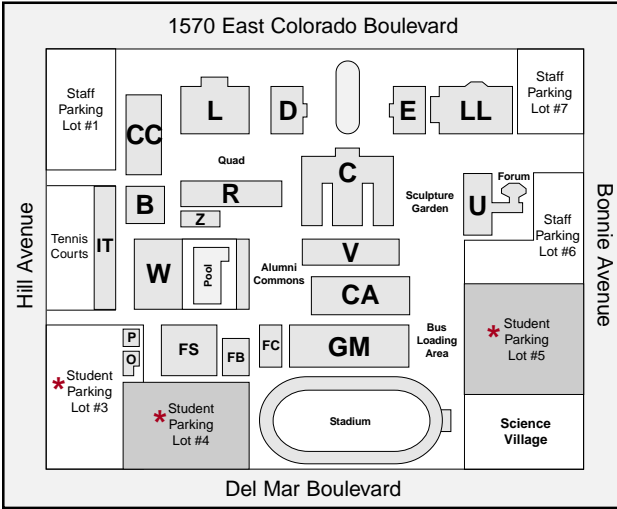 1570 East Colorado Boulevard
Staff
Parking
Lot #1
CC
L
D
E
LL
Staff
Parking
Lot #7
Quad
C
Forum
B
R
Z
Sculpture
Garden
U
Staff
Parking
Lot #6
Hill Avenue
Bonnie Avenue
Tennis
Courts
IT
W
Pool
Alumni
Commons
V
CA
P
O
FS
FB
FC
GM
Bus
Loading
Area
* Student
Parking
Lot #5
* Student
Parking
Lot #3
* Student
Parking
Lot #4
Stadium
Science
Village
Del Mar Boulevard